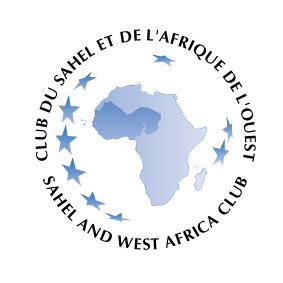 CLUB DU SAHEL ET DE L'AFRIQUE DE L'OUEST
SAHEL AND WEST AFRICA CLUB